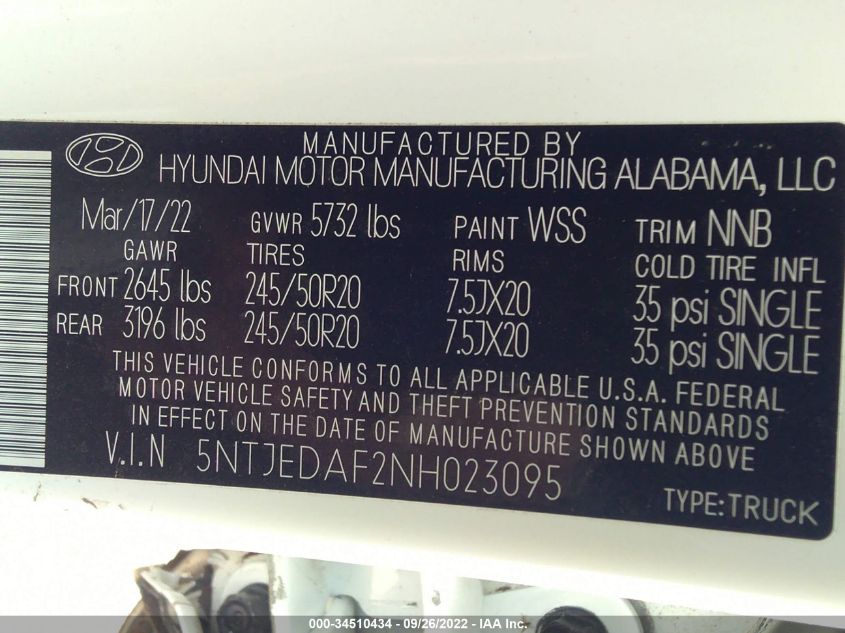 MANUFACTURED BY
HYUNDAI MOTOR MANUFACTURING ALABAMA, LLC
Mar/17/22 GVWR 5732 lbs PAINT WSS TRIM NNB
GAWR TIRES RIMS COLD TIRE INFL
FRONT 2645 lbs 245/50R20 7.5JX20 35 psi SINGLE
REAR 3196 lbs 245/50R20 7.5JX20 35 psi SINGLE
THIS VEHICLE CONFORMS TO ALL APPLICABLE U.S.A. FEDERAL
MOTOR VEHICLE SAFETY AND THEFT PREVENTION STANDARDS
IN EFFECT ON THE DATE OF MANUFACTURE SHOWN ABOVE
V.I.N 5NTJEDAF2NH023095
TYPE:TRUCK
000-34510434 - 09/26/2022 - IAA Inc.